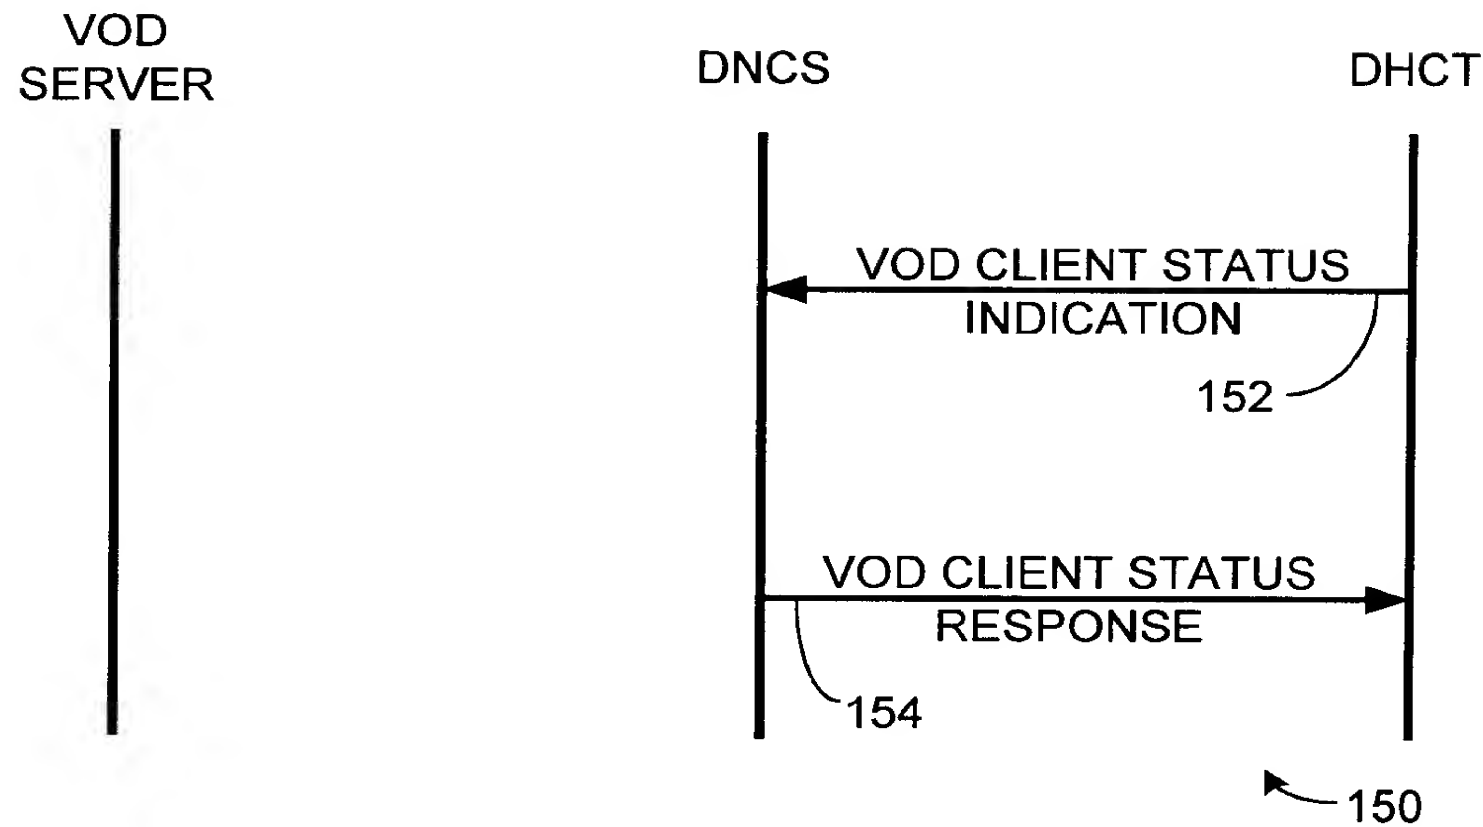 VOD
SERVER
DNCS
DHCT
VOD CLIENT STATUS
INDICATION
152
VOD CLIENT STATUS
RESPONSE
154
150